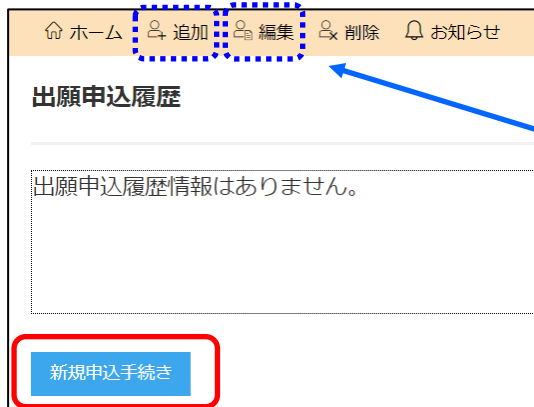 ホーム 追加 編集 削除 お知らせ
出願申込履歴
出願申込履歴情報はありません。
新規申込手続き